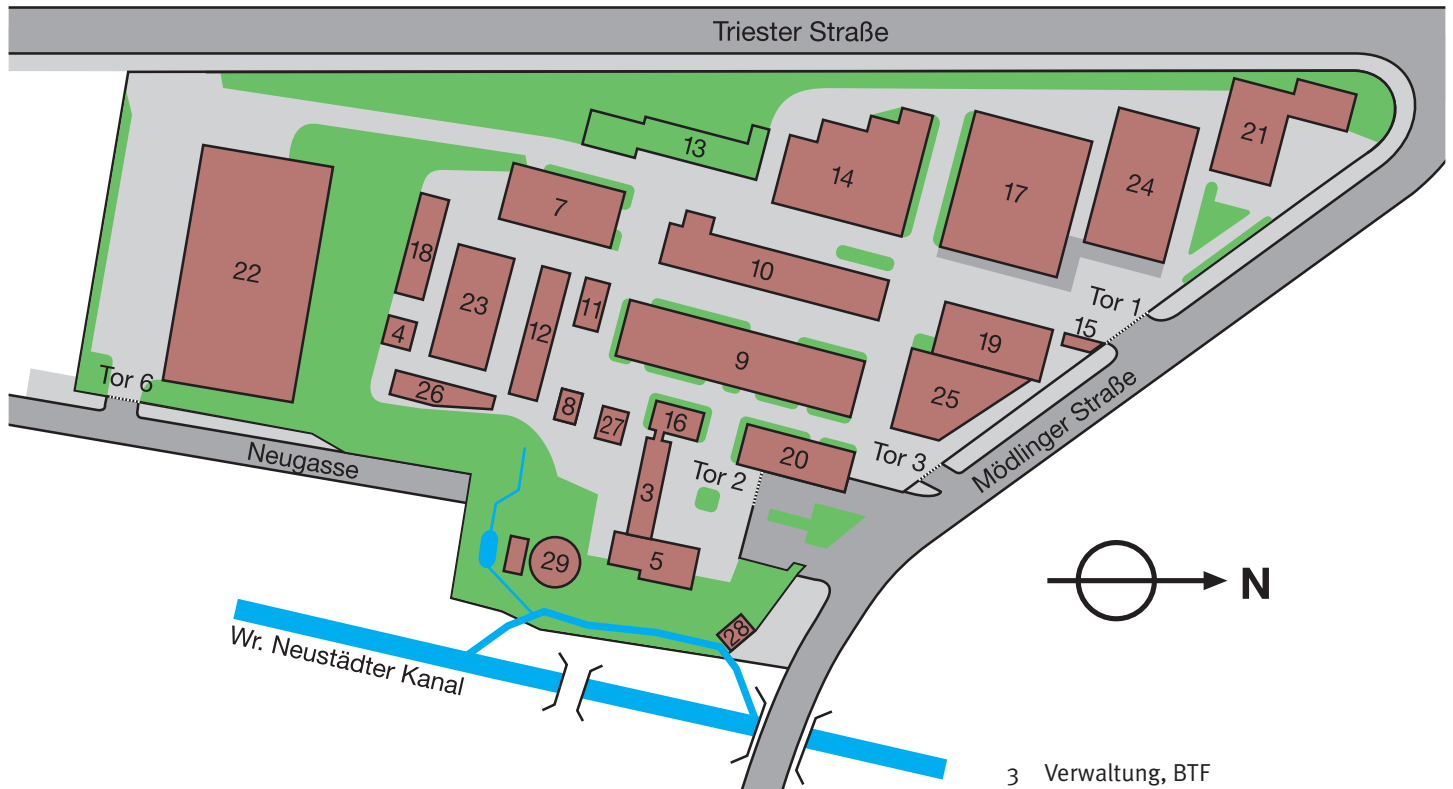 Triester Straße
13
14
17
24
21
7
18
22
23
10
11
12
4
9
Tor 1
15
19
25
26
Tor 6
8
27
16
20
Tor 3
Mödlinger Straße
Neugasse
Tor 2
3
5
29
N
28
Wr. Neustädter Kanal
3 Verwaltung, BTF